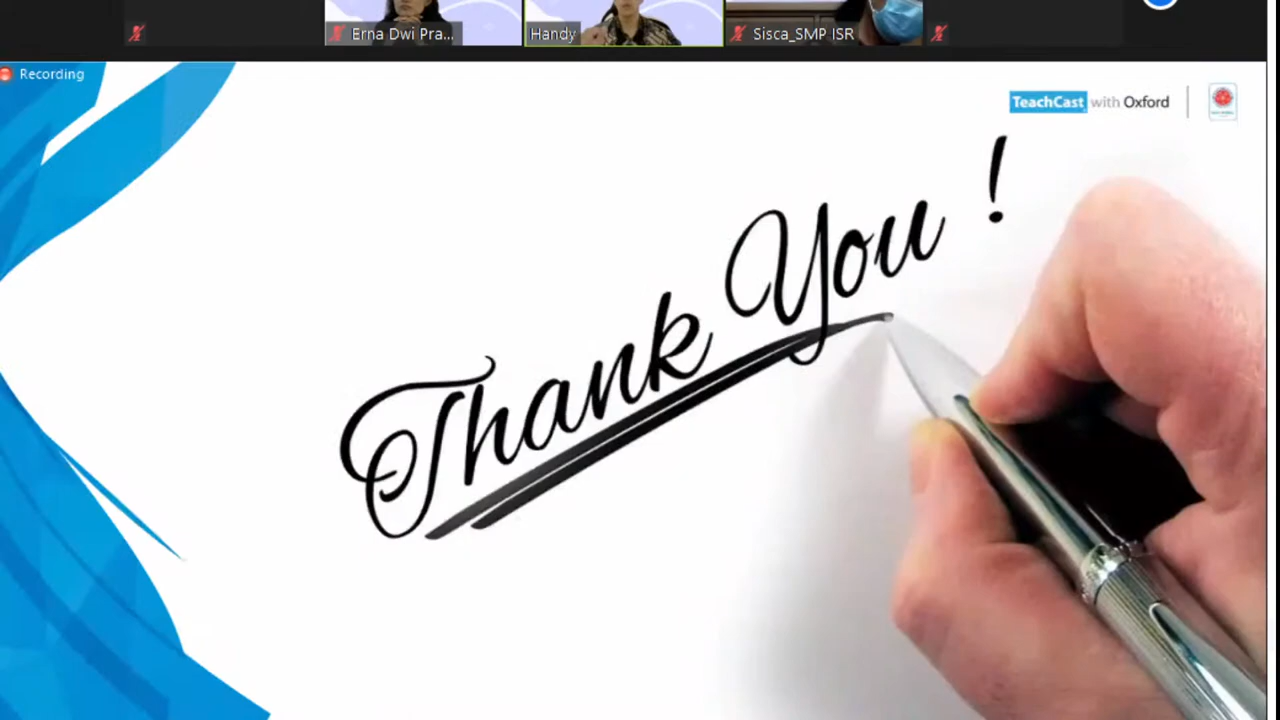 Erna Dwi Pra...
Handy
Sisca_SMP ISR
Recording
TeachCast with Oxford
Thank You !